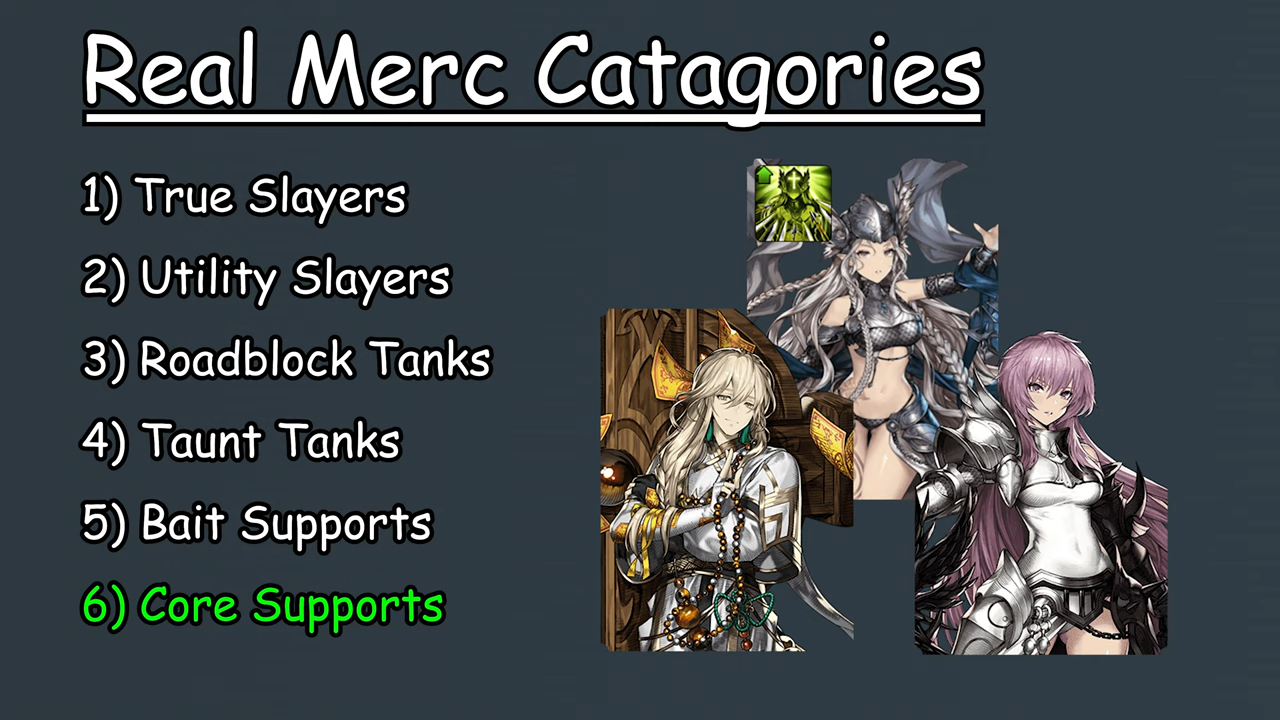 Real Merc Catagories
1) True Slayers
2) Utility Slayers
3) Roadblock Tanks
4) Taunt Tanks
5) Bait Supports
6) Core Supports